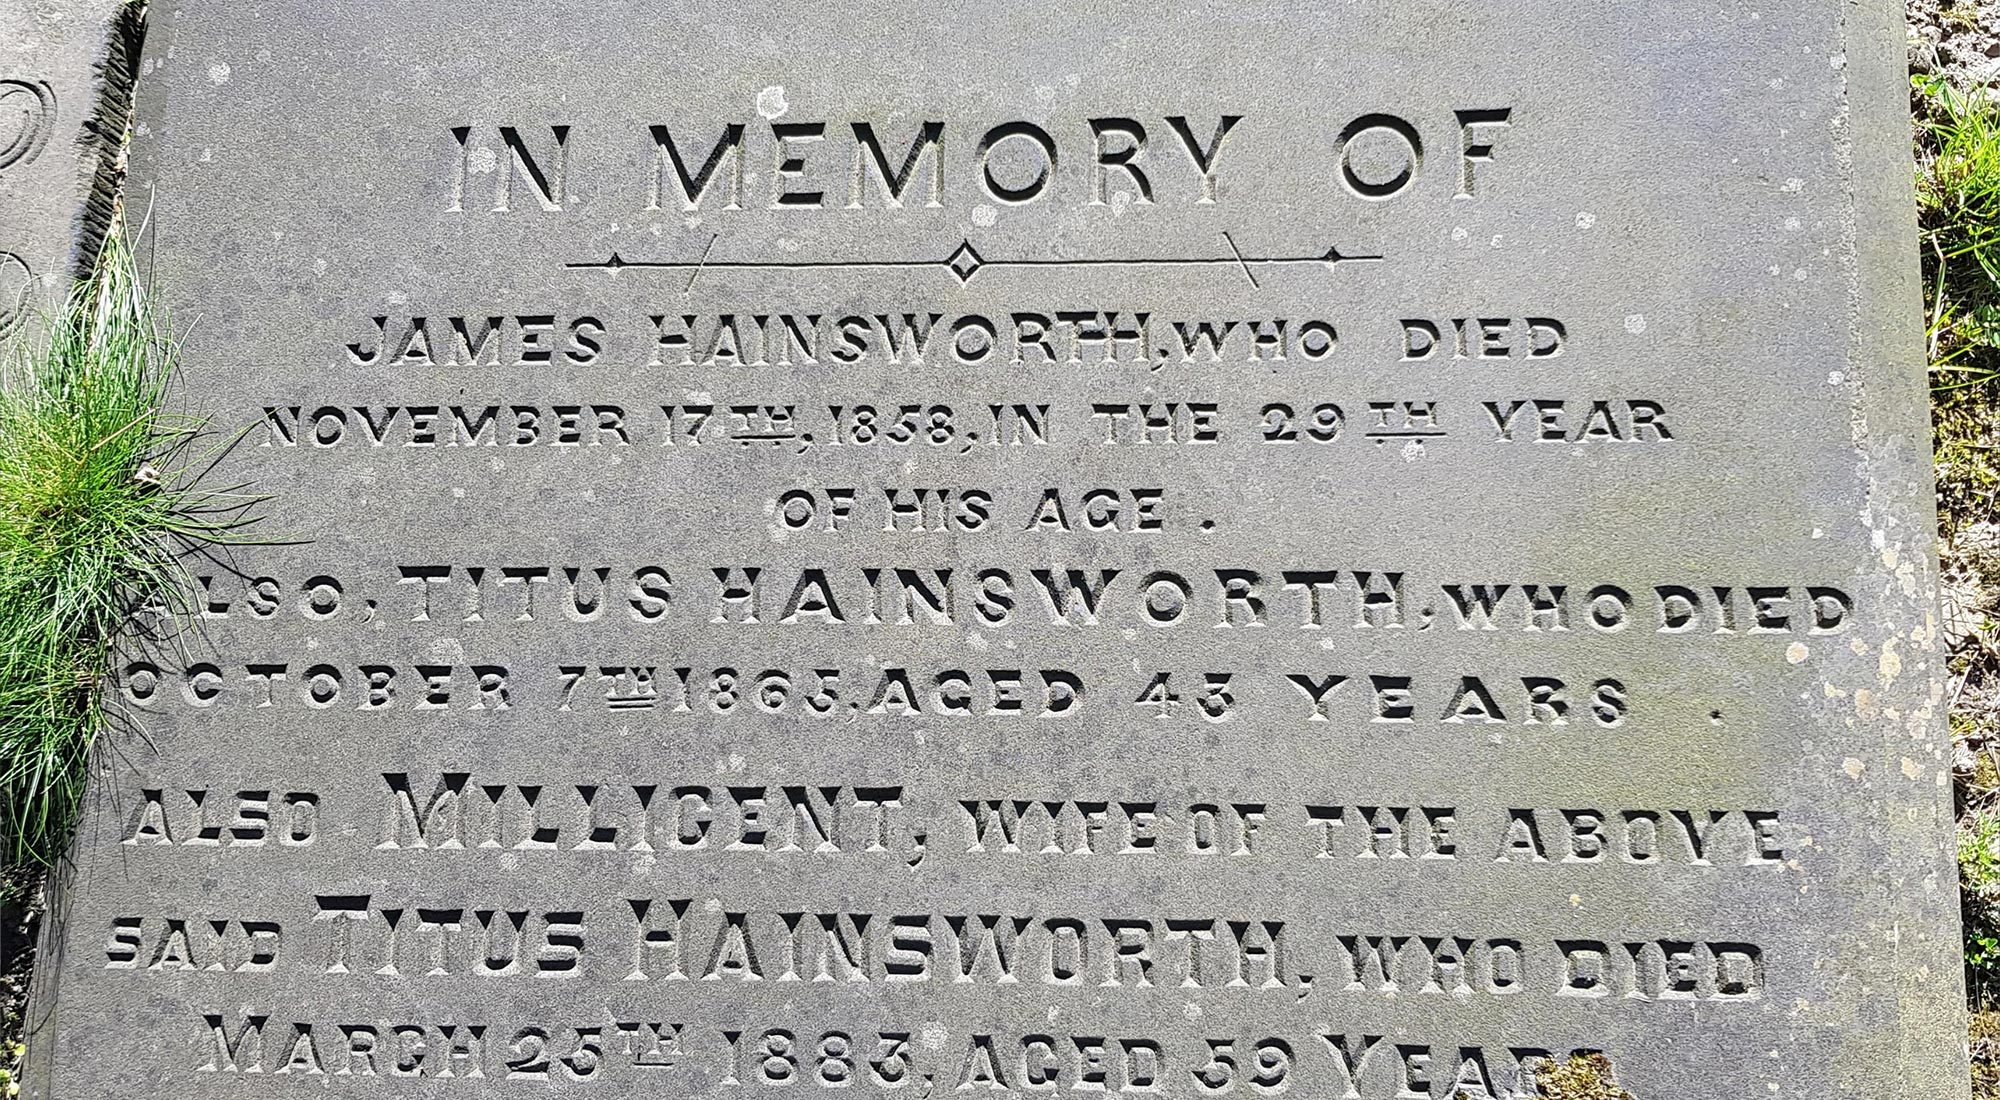 IN MEMORY OF
JAMES HAINSWORTH, WHO DIED
NOVEMBER 17TH, 1858, IN THE 29TH YEAR
OF HIS AGE.
ALSO, TITUS HAINSWORTH, WHO DIED
OCTOBER 7TH 1865, AGED 43 YEARS.
ALSO MILLICENT, WIFE OF THE ABOVE
SAID TITUS HAINSWORTH, WHO DIED
MARCH 25TH 1883, AGED 59 YEAR